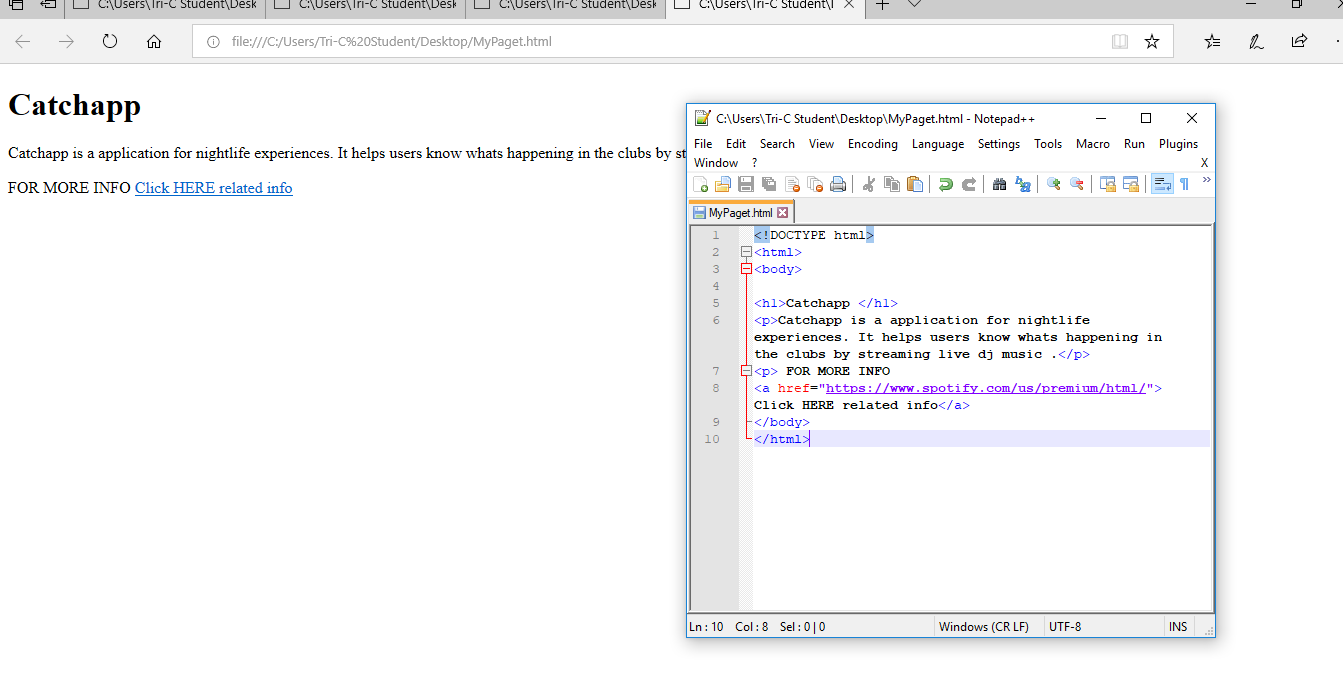 C:\Users\Tri-C Student\Desk
C:\Users\Tri-C Student\Desk
C:\Users\Tri-C Student\Desk
C:\Users\Tri-C Student\
file:///C:/Users/Tri-C%20Student/Desktop/MyPaget.html
Catchapp
Catchapp is a application for nightlife experiences. It helps users know whats happening in the clubs by st
FOR MORE INFO Click HERE related info
C:\Users\Tri-C Student\Desktop\MyPaget.html - Notepad++
File Edit Search View Encoding Language Settings Tools Macro Run Plugins
Window ? X
MyPaget.html
1 <!DOCTYPE html>
2 <html>
3 <body>
4
5 <h1>Catchapp </h1>
6 <p>Catchapp is a application for nightlife
experiences. It helps users know whats happening in
the clubs by streaming live dj music .</p>
7 <p> FOR MORE INFO
8 <a href="https://www.spotify.com/us/premium/html/">
Click HERE related info</a>
9 </body>
10 </html>
Ln : 10 Col : 8 Sel : 0 | 0 Windows (CR LF) UTF-8 INS